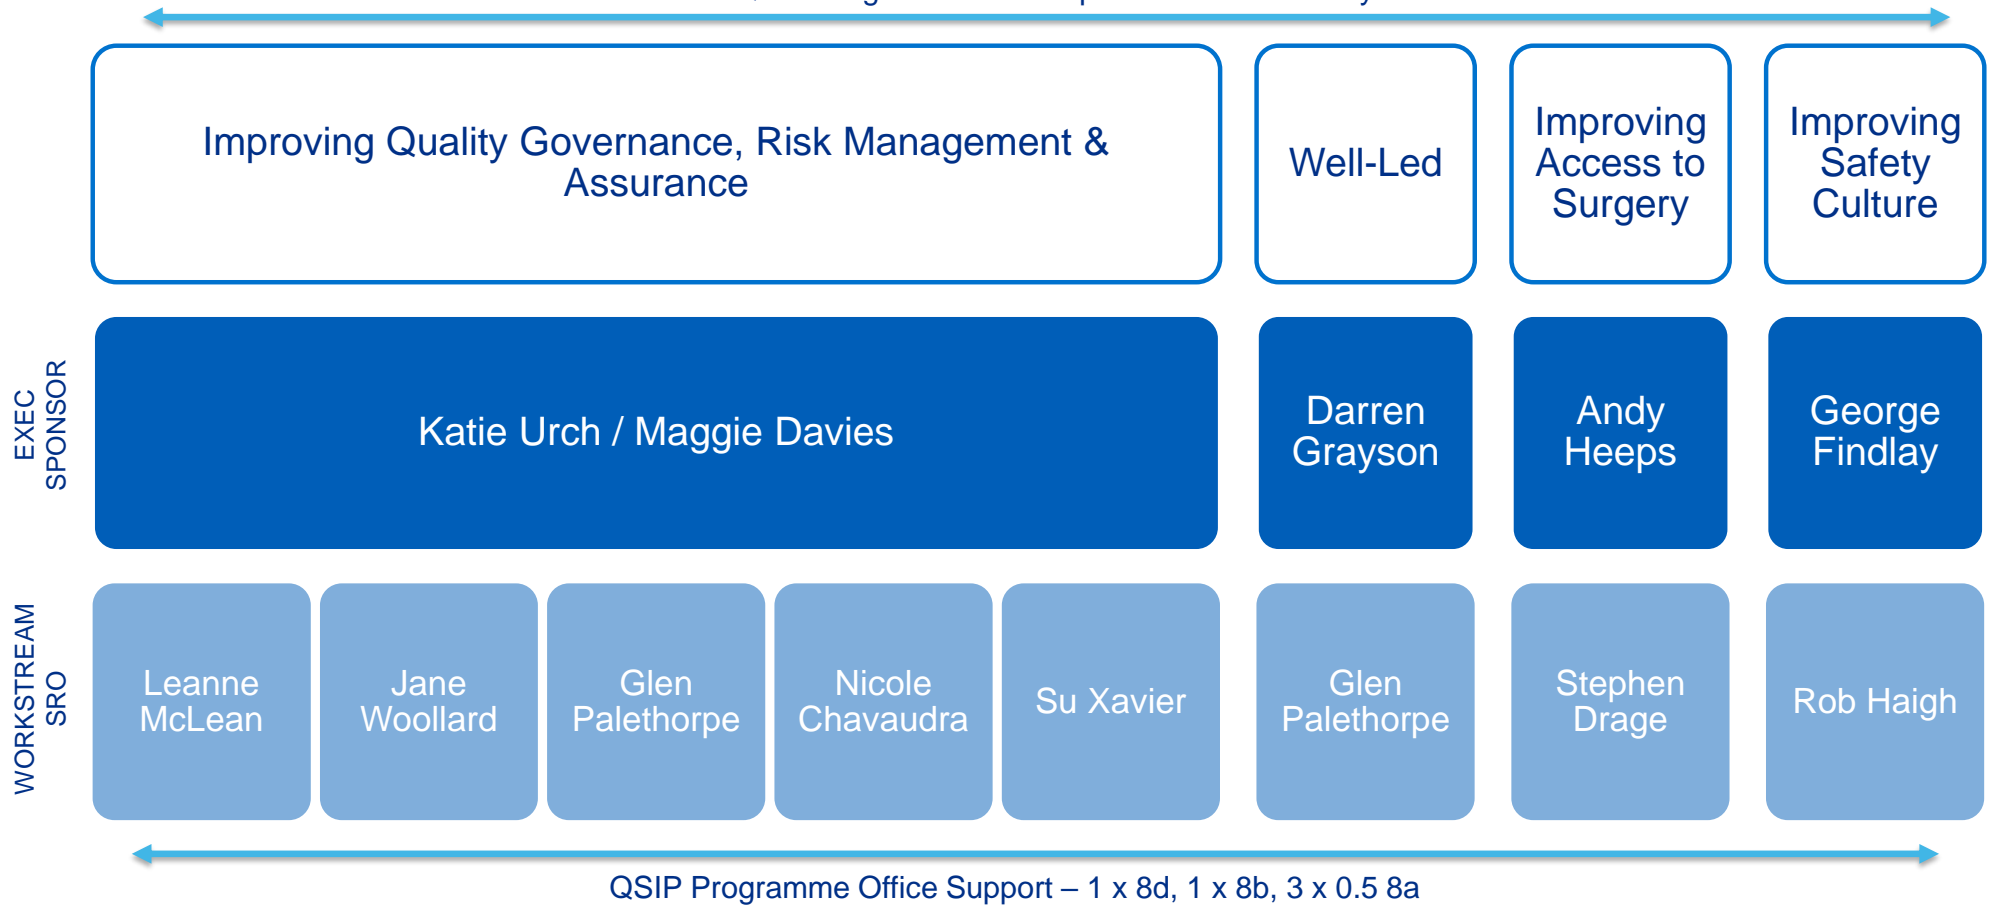 Improving Quality Governance, Risk Management &
Assurance
Well-Led
Improving
Access to
Surgery
Improving
Safety
Culture
EXEC
SPONSOR
Katie Urch / Maggie Davies
Darren
Grayson
Andy
Heeps
George
Findlay
WORKSTREAM
SRO
Leanne
McLean
Jane
Woollard
Glen
Palethorpe
Nicole
Chavaudra
Su Xavier
Glen
Palethorpe
Stephen
Drage
Rob Haigh
QSIP Programme Office Support – 1 x 8d, 1 x 8b, 3 x 0.5 8a